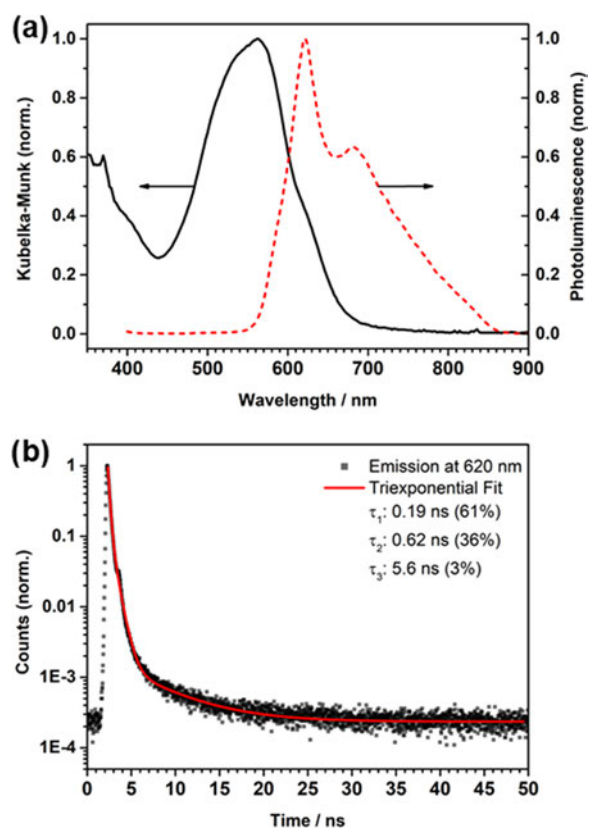 (a)
Kubelka-Munk (norm.)
1.0
0.8
0.6
0.4
0.2
0.0
1.0
0.8
0.6
0.4
0.2
0.0
Photoluminescence (norm.)
400 500 600 700 800 900
Wavelength / nm
(b)
Counts (norm.)
1
0.1
0.01
1E-3
1E-4
Emission at 620 nm
Triexponential Fit
τ₁: 0.19 ns (61%)
τ₂: 0.62 ns (36%)
τ₃: 5.6 ns (3%)
0 5 10 15 20 25 30 35 40 45 50
Time / ns